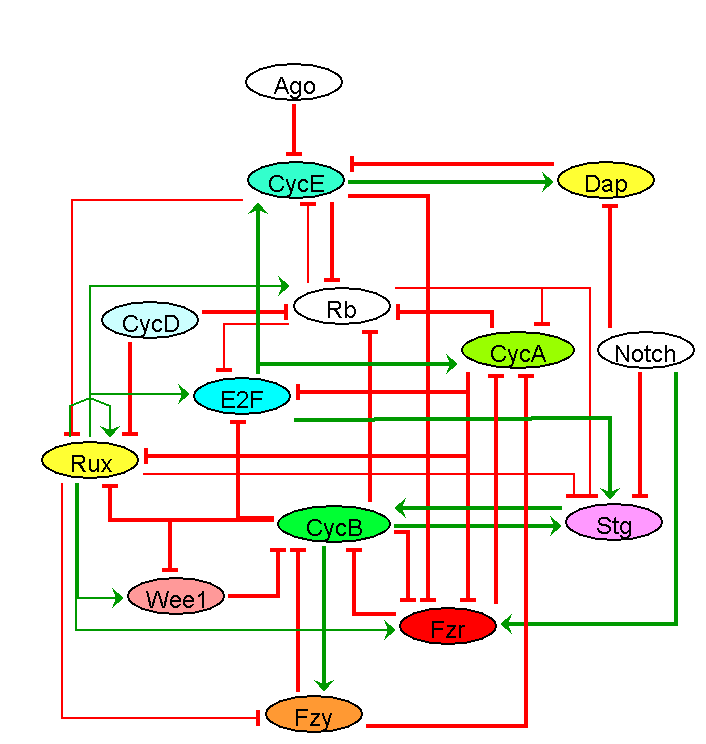 Ago
CycE
Dap
Rb
CycD
CycA
Notch
E2F
Rux
CycB
Stg
Wee1
Fzr
Fzy